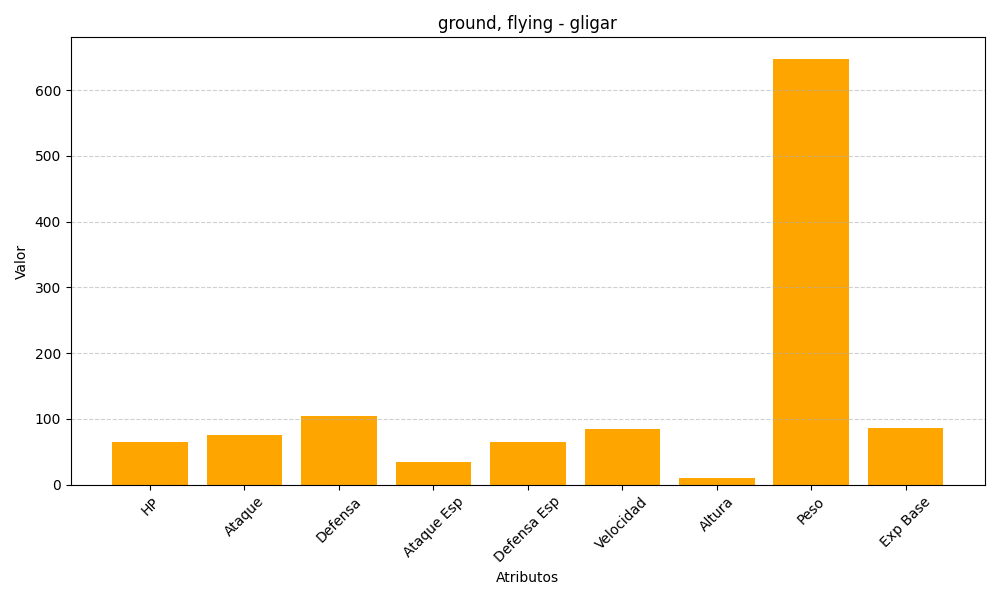 ground, flying - gligar
Valor
600
500
400
300
200
100
0
HP
Ataque
Defensa
Ataque Esp
Defensa Esp
Velocidad
Altura
Peso
Exp Base
Atributos